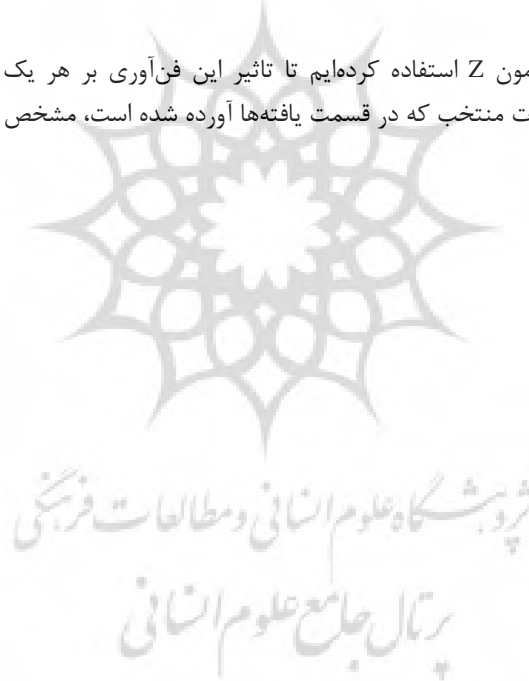 مون Z استفاده کرده‌ایم تا تاثیر این فن‌آوری بر هر یک
ت منتخب که در قسمت یافته‌ها آورده شده است، مشخص
پژوهشگاه علوم انسانی و مطالعات فرهنگی
پرتال جامع علوم انسانی